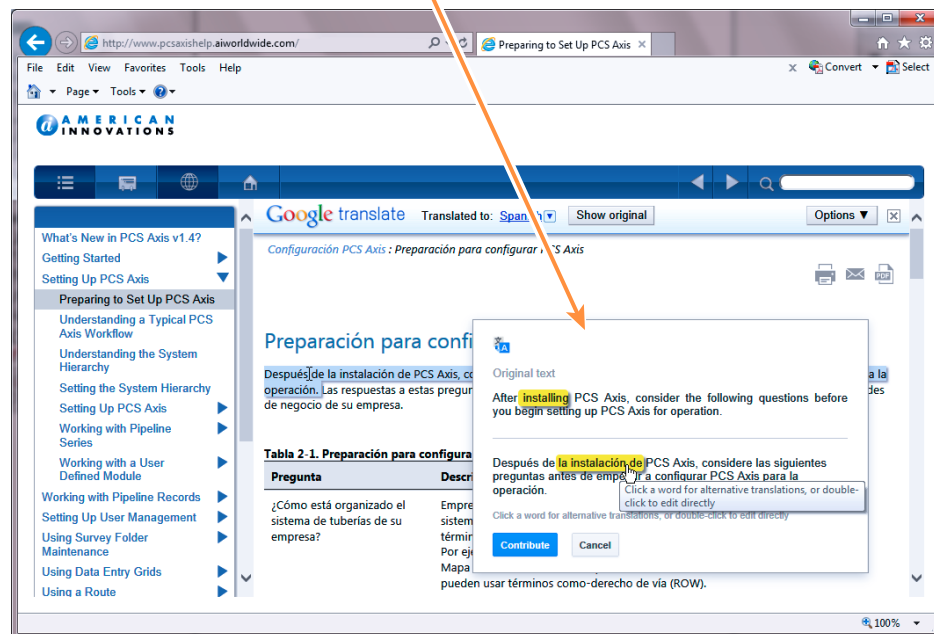 http://www.pcsaxishelp.aiworldwide.com/
Preparing to Set Up PCS Axis
File Edit View Favorites Tools Help
Convert Select
Page Tools
AMERICAN
INNOVATIONS
Google translate Translated to: Spanish Show original Options ▼
What's New in PCS Axis v1.4?
Getting Started
Setting Up PCS Axis
Preparing to Set Up PCS Axis
Understanding a Typical PCS
Axis Workflow
Understanding the System
Hierarchy
Setting the System Hierarchy
Setting Up PCS Axis
Working with Pipeline
Series
Working with a User
Defined Module
Working with Pipeline Records
Setting Up User Management
Using Survey Folder
Maintenance
Using Data Entry Grids
Using a Route
Configuración PCS Axis : Preparación para configurar PCS Axis
PDF
Preparación para confi
Después de la instalación de PCS Axis, co a la
operación. Las respuestas a estas pregur des
de negocio de su empresa.
Tabla 2-1. Preparación para configura
Pregunta Descri
¿Cómo está organizado el
sistema de tuberías de su
empresa?
Empre
sistem
términ
Por eje
Mapa
pueden usar términos como-derecho de vía (ROW).
Original text
After installing PCS Axis, consider the following questions before
you begin setting up PCS Axis for operation.
Después de la instalación de PCS Axis, considere las siguientes
preguntas antes de empezar a configurar PCS Axis para la
operación.
Click a word for alternative translations, or double-
click to edit directly
Click a word for alternative translations, or double-click to edit directly
Contribute Cancel
100%